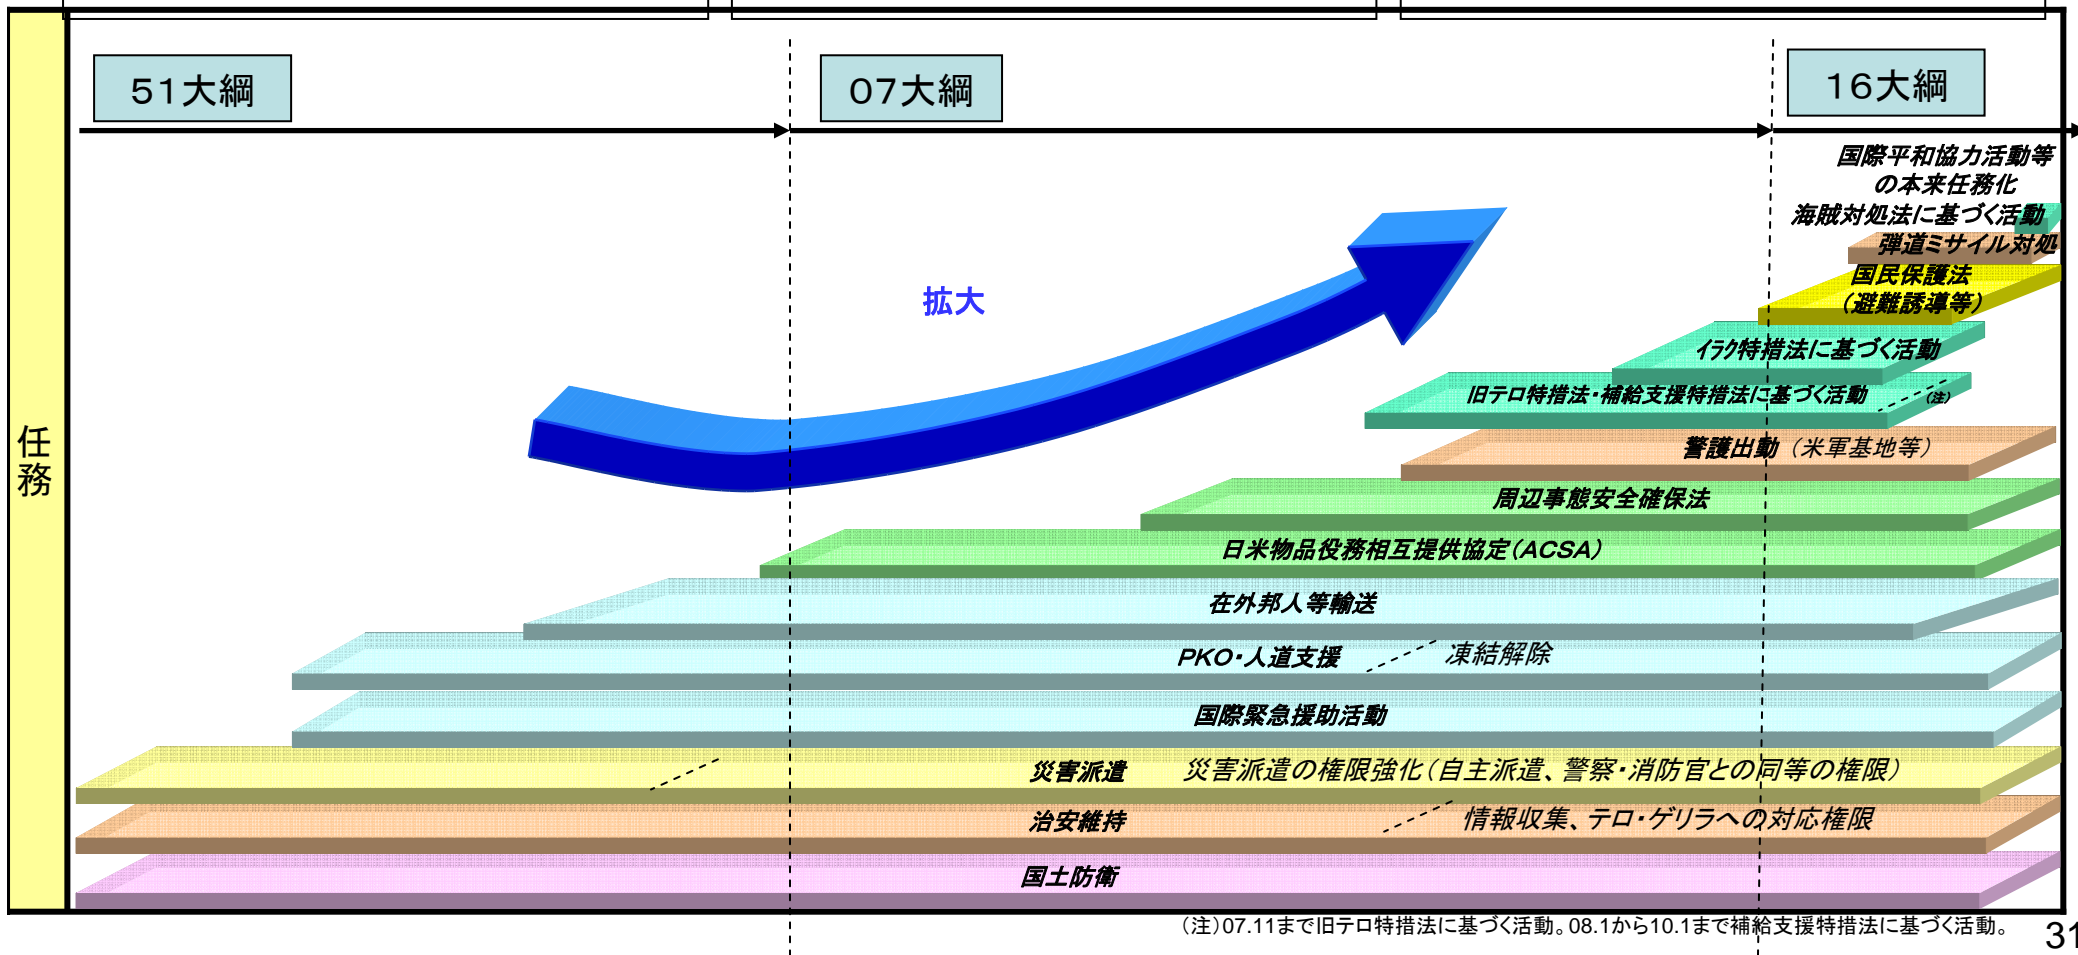 51大綱
07大綱
16大綱
国際平和協力活動等
の本来任務化
海賊対処法に基づく活動
弾道ミサイル対処
国民保護法
(避難誘導等)
拡大
イラク特措法に基づく活動
旧テロ特措法・補給支援特措法に基づく活動 (注)
警護出動（米軍基地等）
任務
周辺事態安全確保法
日米物品役務相互提供協定(ACSA)
在外邦人等輸送
PKO・人道支援 凍結解除
国際緊急援助活動
災害派遣 災害派遣の権限強化(自主派遣、警察・消防官との同等の権限)
治安維持 情報収集、テロ・ゲリラへの対応権限
国土防衛
(注)07.11まで旧テロ特措法に基づく活動。08.1から10.1まで補給支援特措法に基づく活動。
31